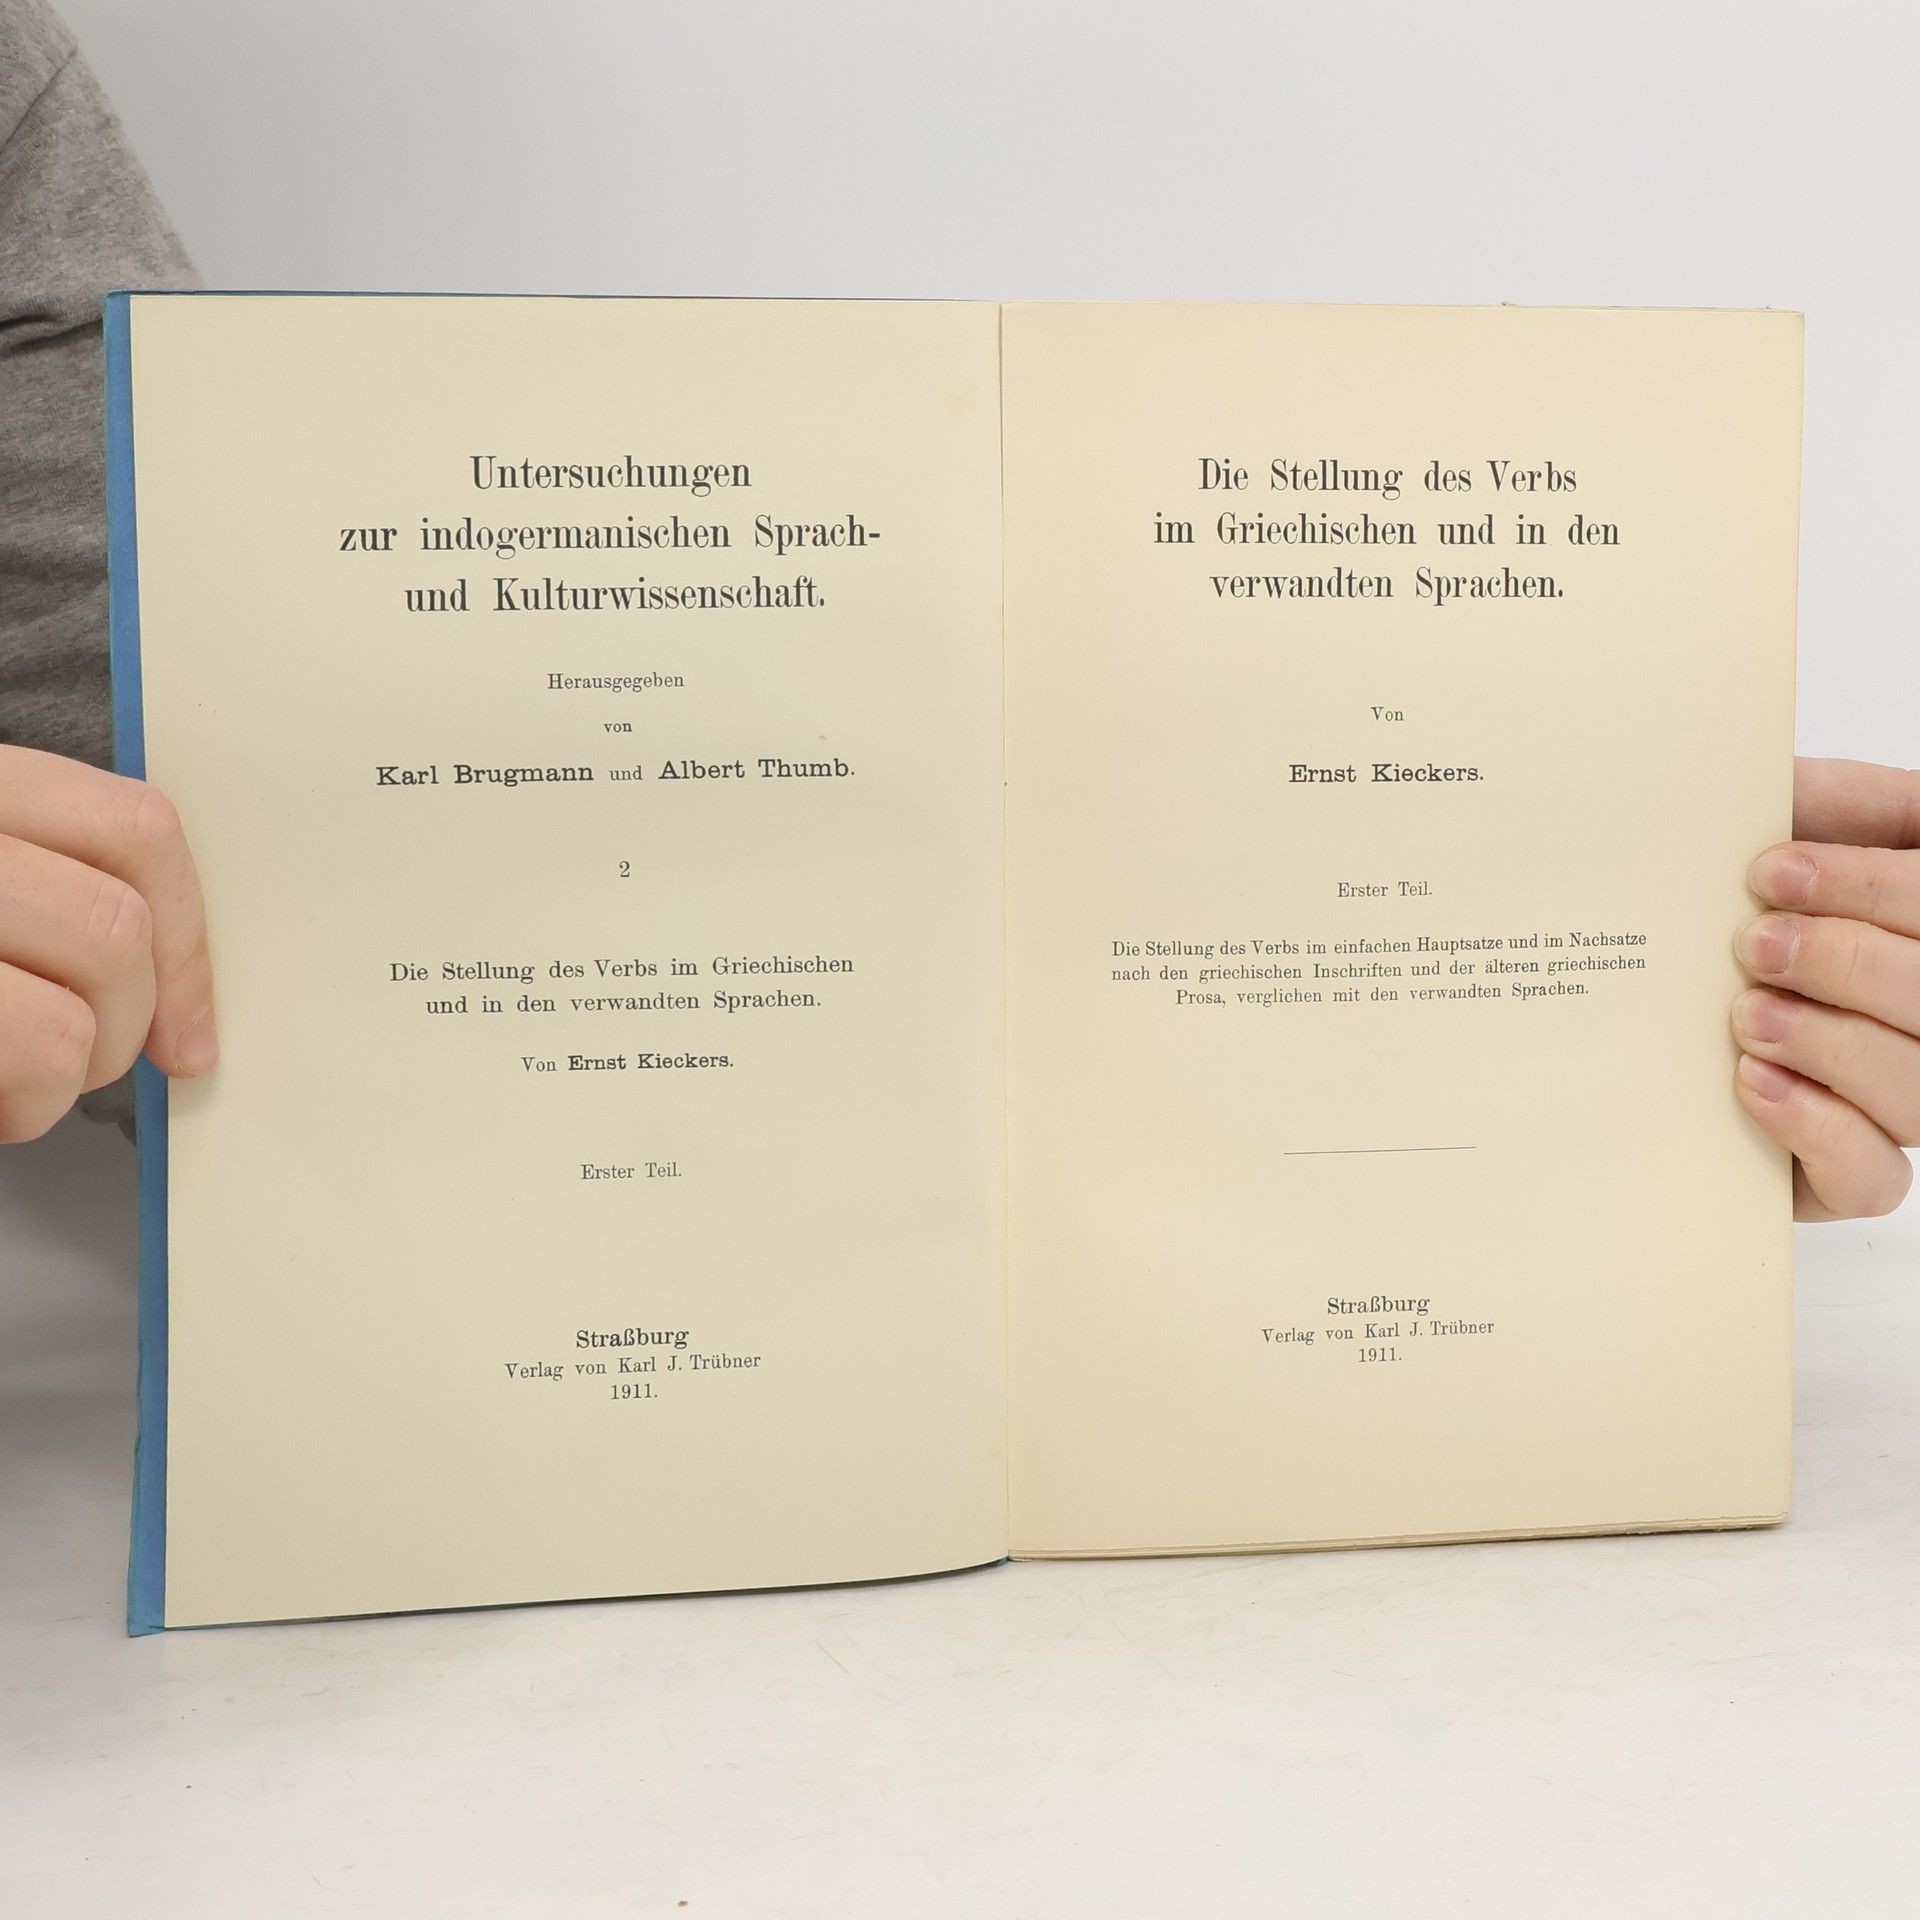 Untersuchungen
zur indogermanischen Sprach-
und Kulturwissenschaft.
Herausgegeben
von
Karl Brugmann und Albert Thumb.
2
Die Stellung des Verbs im Griechischen
und in den verwandten Sprachen.
Von Ernst Kieckers.
Erster Teil.
Straßburg
Verlag von Karl J. Trübner
1911.
Die Stellung des Verbs
im Griechischen und in den
verwandten Sprachen.
Von
Ernst Kieckers.
Erster Teil.
Die Stellung des Verbs im einfachen Hauptsatze und im Nachsatze
nach den griechischen Inschriften und der älteren griechischen
Prosa, verglichen mit den verwandten Sprachen.
Straßburg
Verlag von Karl J. Trübner
1911.